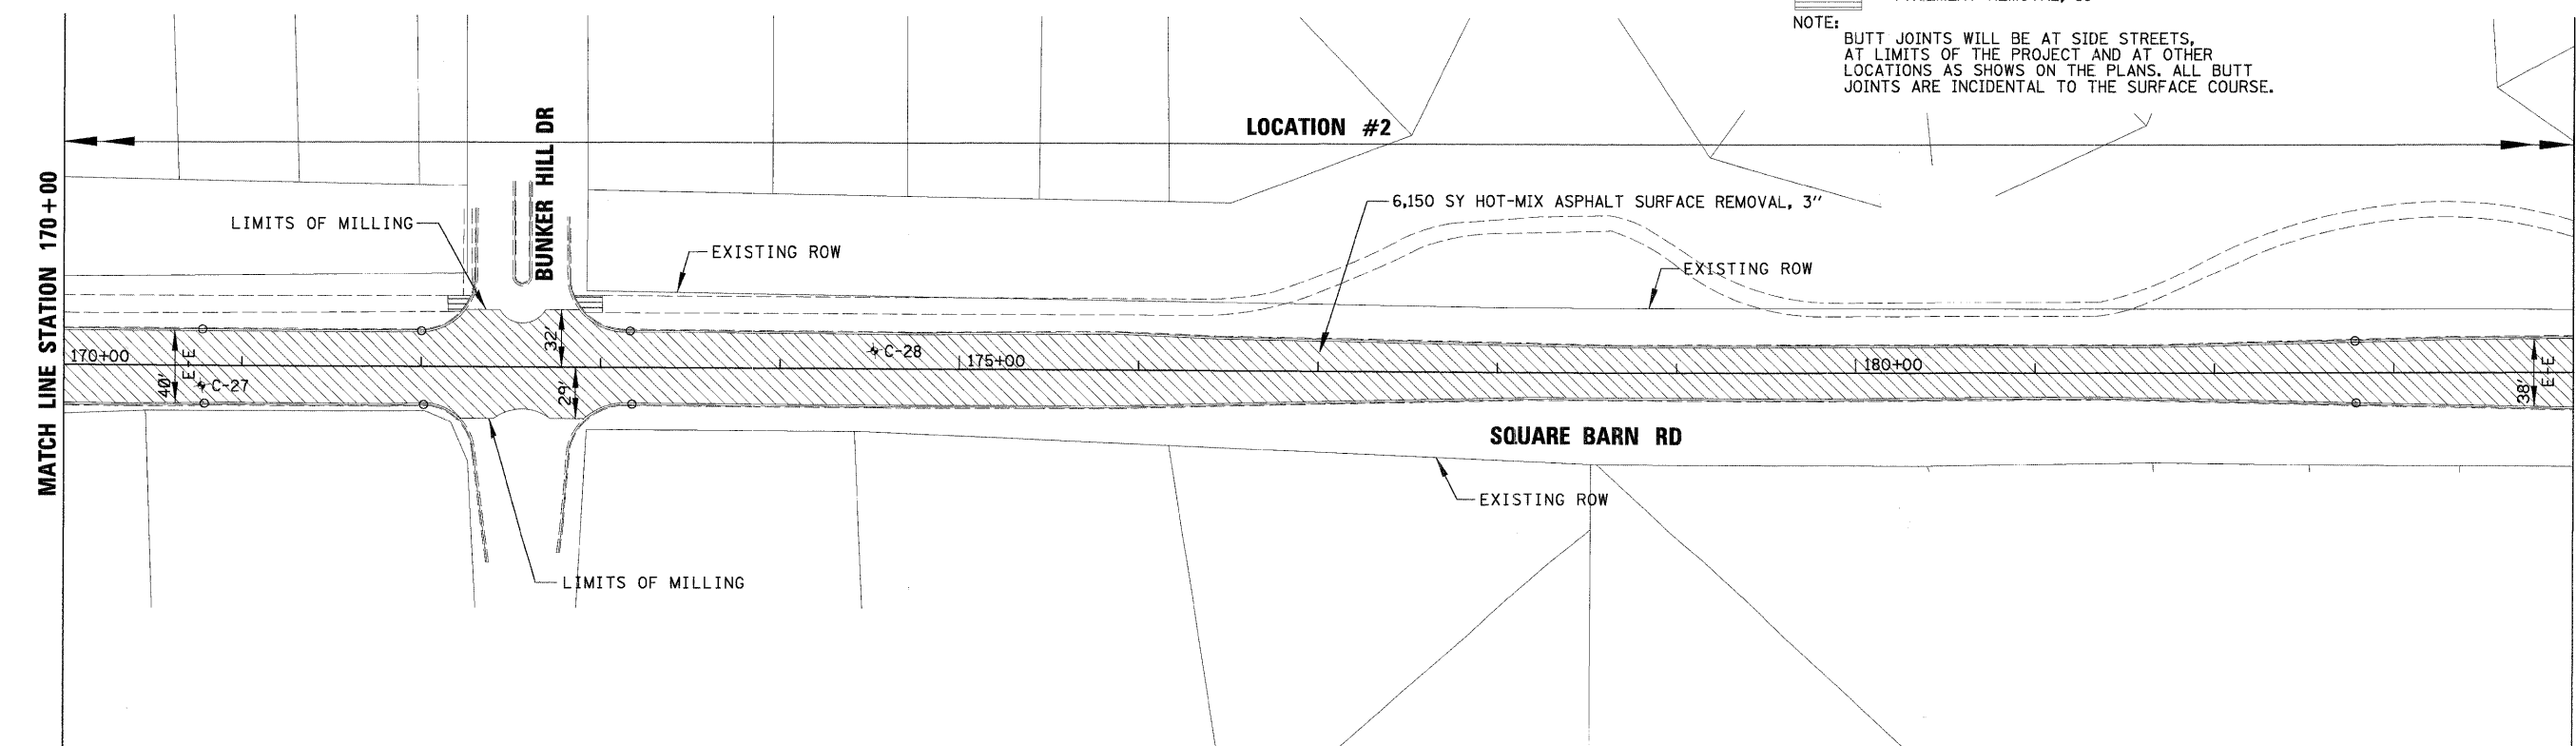 NOTE:
BUTT JOINTS WILL BE AT SIDE STREETS,
AT LIMITS OF THE PROJECT AND AT OTHER
LOCATIONS AS SHOWS ON THE PLANS. ALL BUTT
JOINTS ARE INCIDENTAL TO THE SURFACE COURSE.
LOCATION #2
MATCH LINE STATION 170+00
BUNKER HILL DR
LIMITS OF MILLING
6,150 SY HOT-MIX ASPHALT SURFACE REMOVAL, 3"
EXISTING ROW
EXISTING ROW
170+00
40'
E-E
C-27
32'
29'
C-28
175+00
180+00
38'
E-E
SQUARE BARN RD
EXISTING ROW
LIMITS OF MILLING